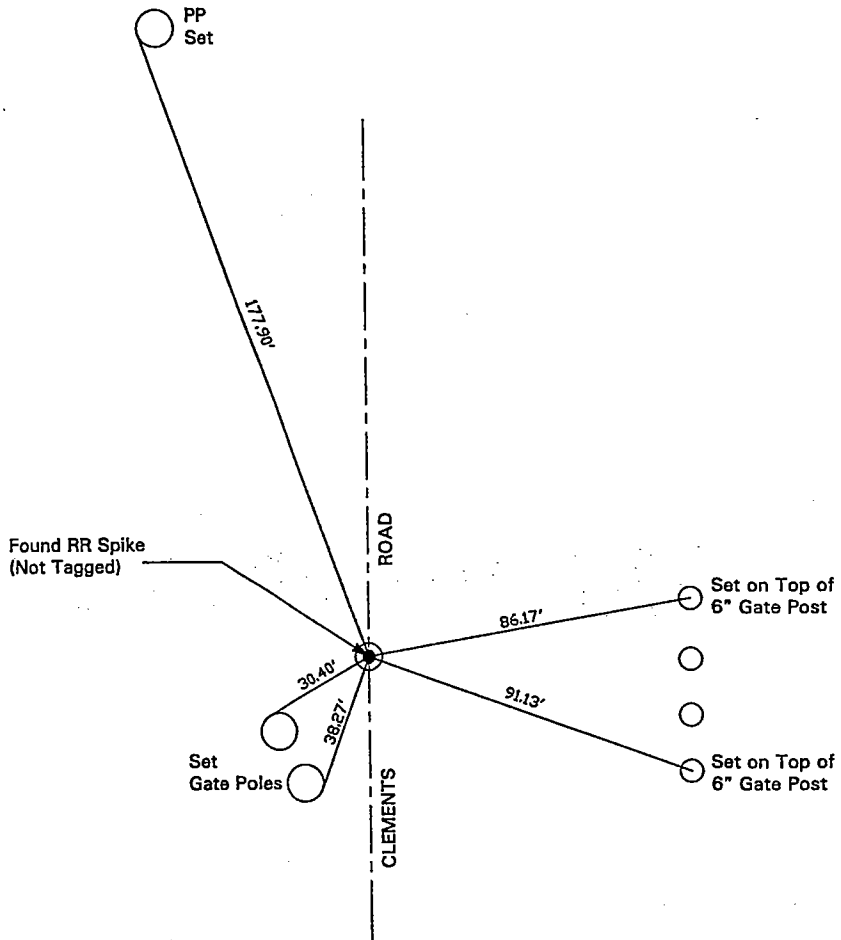 PP
Set
177.90'
ROAD
Found RR Spike
(Not Tagged)
Set on Top of
6" Gate Post
86.17'
30.40'
91.13'
38.27'
Set
Gate Poles
Set on Top of
6" Gate Post
CLEMENTS